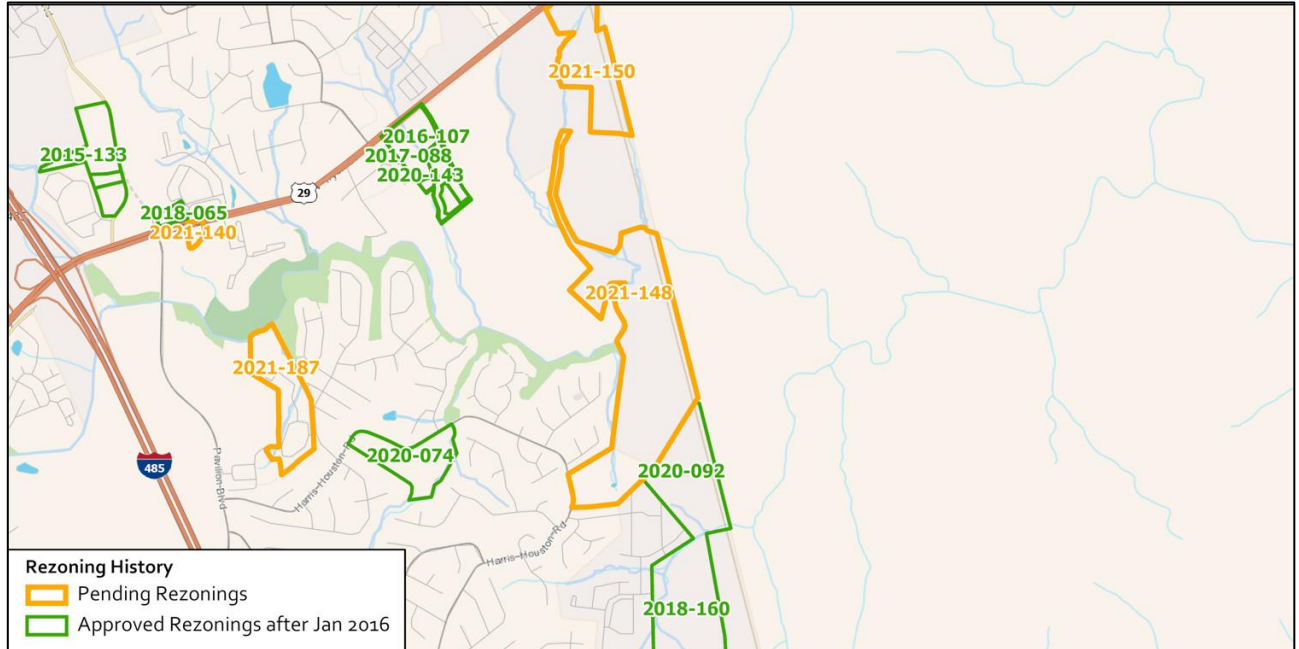 2021-150
2016-107
2015-133
2017-088
2020-143
29
2018-065
2021-140
2021-148
2021-187
2020-074
485
Pavilion-Blvd
2020-092
Harris-Houston-Rd
Harris-Houston-Rd
2018-160
Rezoning History
Pending Rezonings
Approved Rezonings after Jan 2016